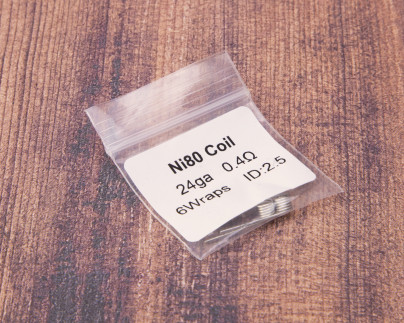 Ni80 Coil
24ga 0.4Ω
6Wraps ID:2.5